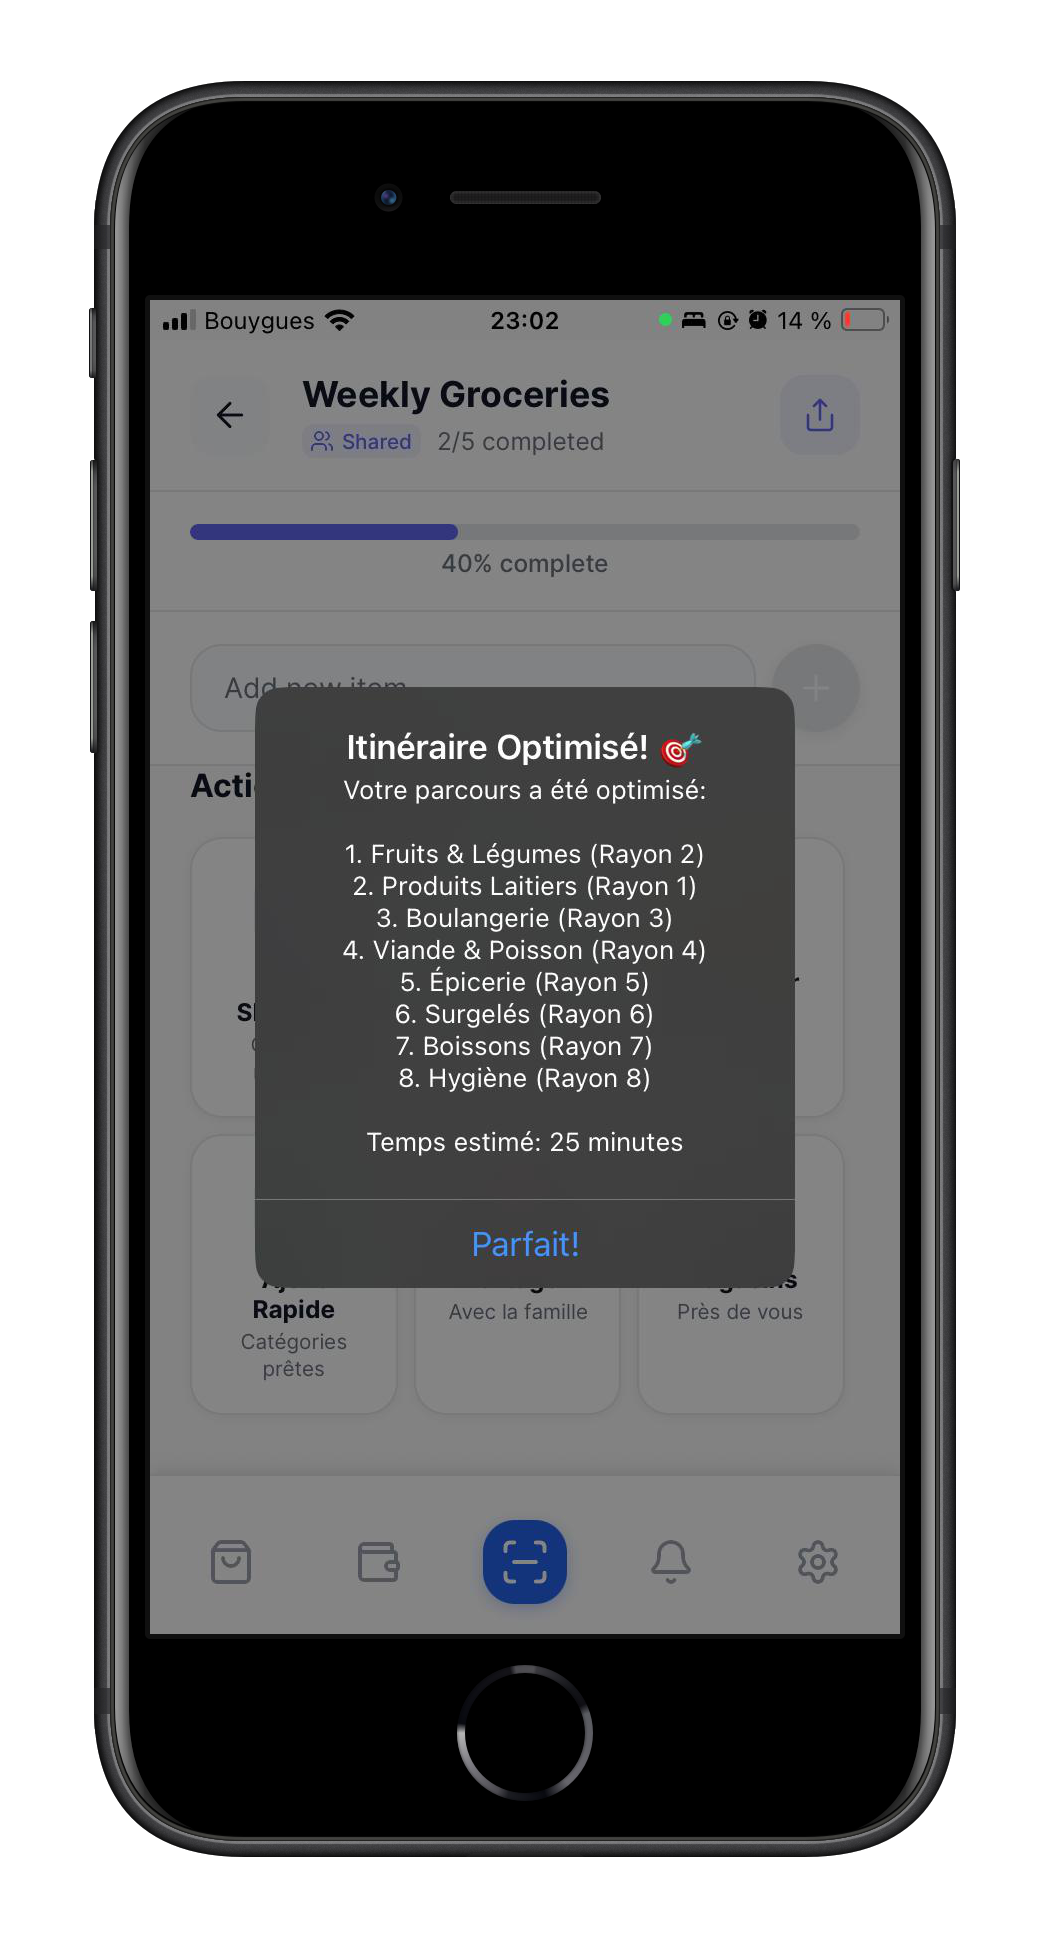 Bouygues 23:02 14 %
Weekly Groceries
Shared 2/5 completed
40% complete
Add new item
Itinéraire Optimisé! 🎯
Votre parcours a été optimisé:
1. Fruits & Légumes (Rayon 2)
2. Produits Laitiers (Rayon 1)
3. Boulangerie (Rayon 3)
4. Viande & Poisson (Rayon 4)
5. Épicerie (Rayon 5)
6. Surgelés (Rayon 6)
7. Boissons (Rayon 7)
8. Hygiène (Rayon 8)
Temps estimé: 25 minutes
Parfait!
Rapide
Avec la famille
Près de vous
Catégories
prêtes